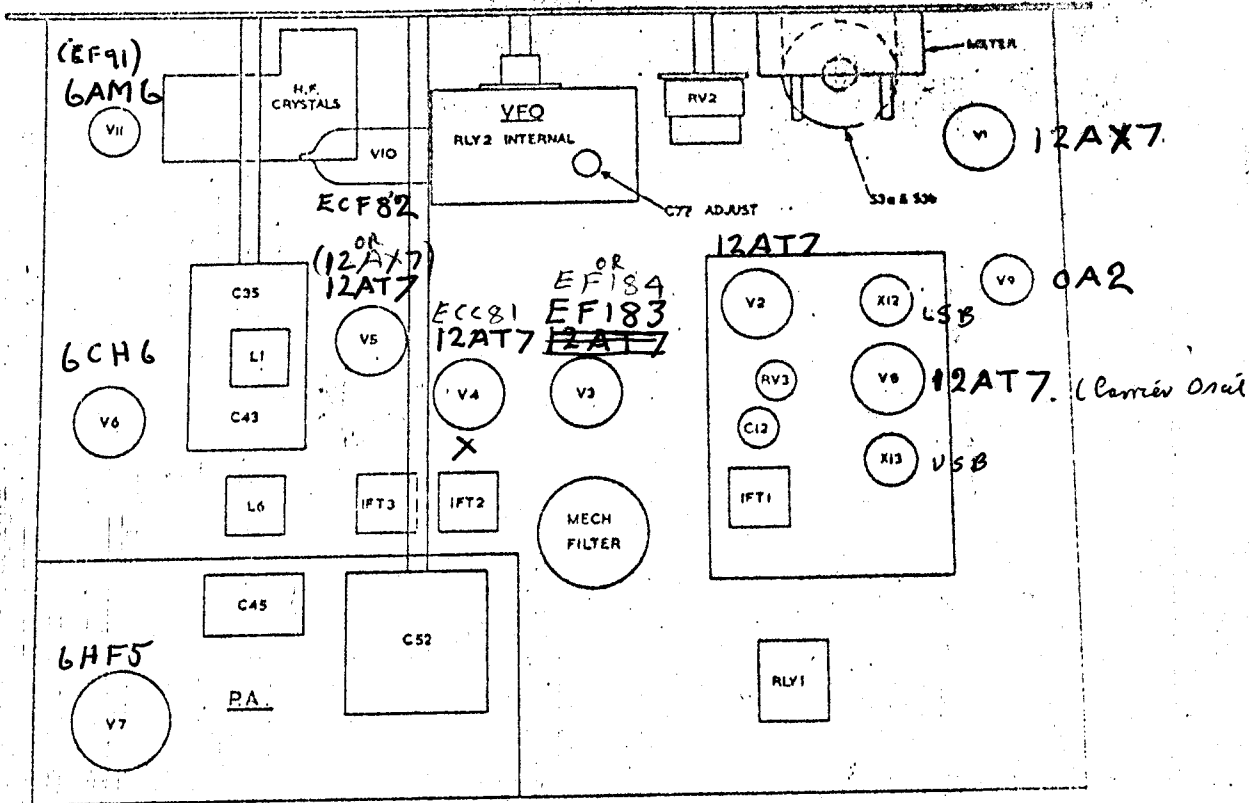 (EF91)
6AM6
V11
H.F.
CRYSTALS
V10
ECF82
VFO
RLY2 INTERNAL
C77 ADJUST
RV2
METER
S3a & S3b
V1
12AX7
V9
OA2
OR
(12AX7)
12AT7
V5
C35
L1
C43
6CH6
V6
ECC81
12AT7
V4
X
OR
EF184
EF183
12AT7
V3
12AT7
V2
X12
LSB
RV3
V8
12AT7. (Carrier
C12
X13
USB
IFT1
L6
IFT3
IFT2
MECH
FILTER
C45
C52
6HF5
V7
P.A.
RLY1